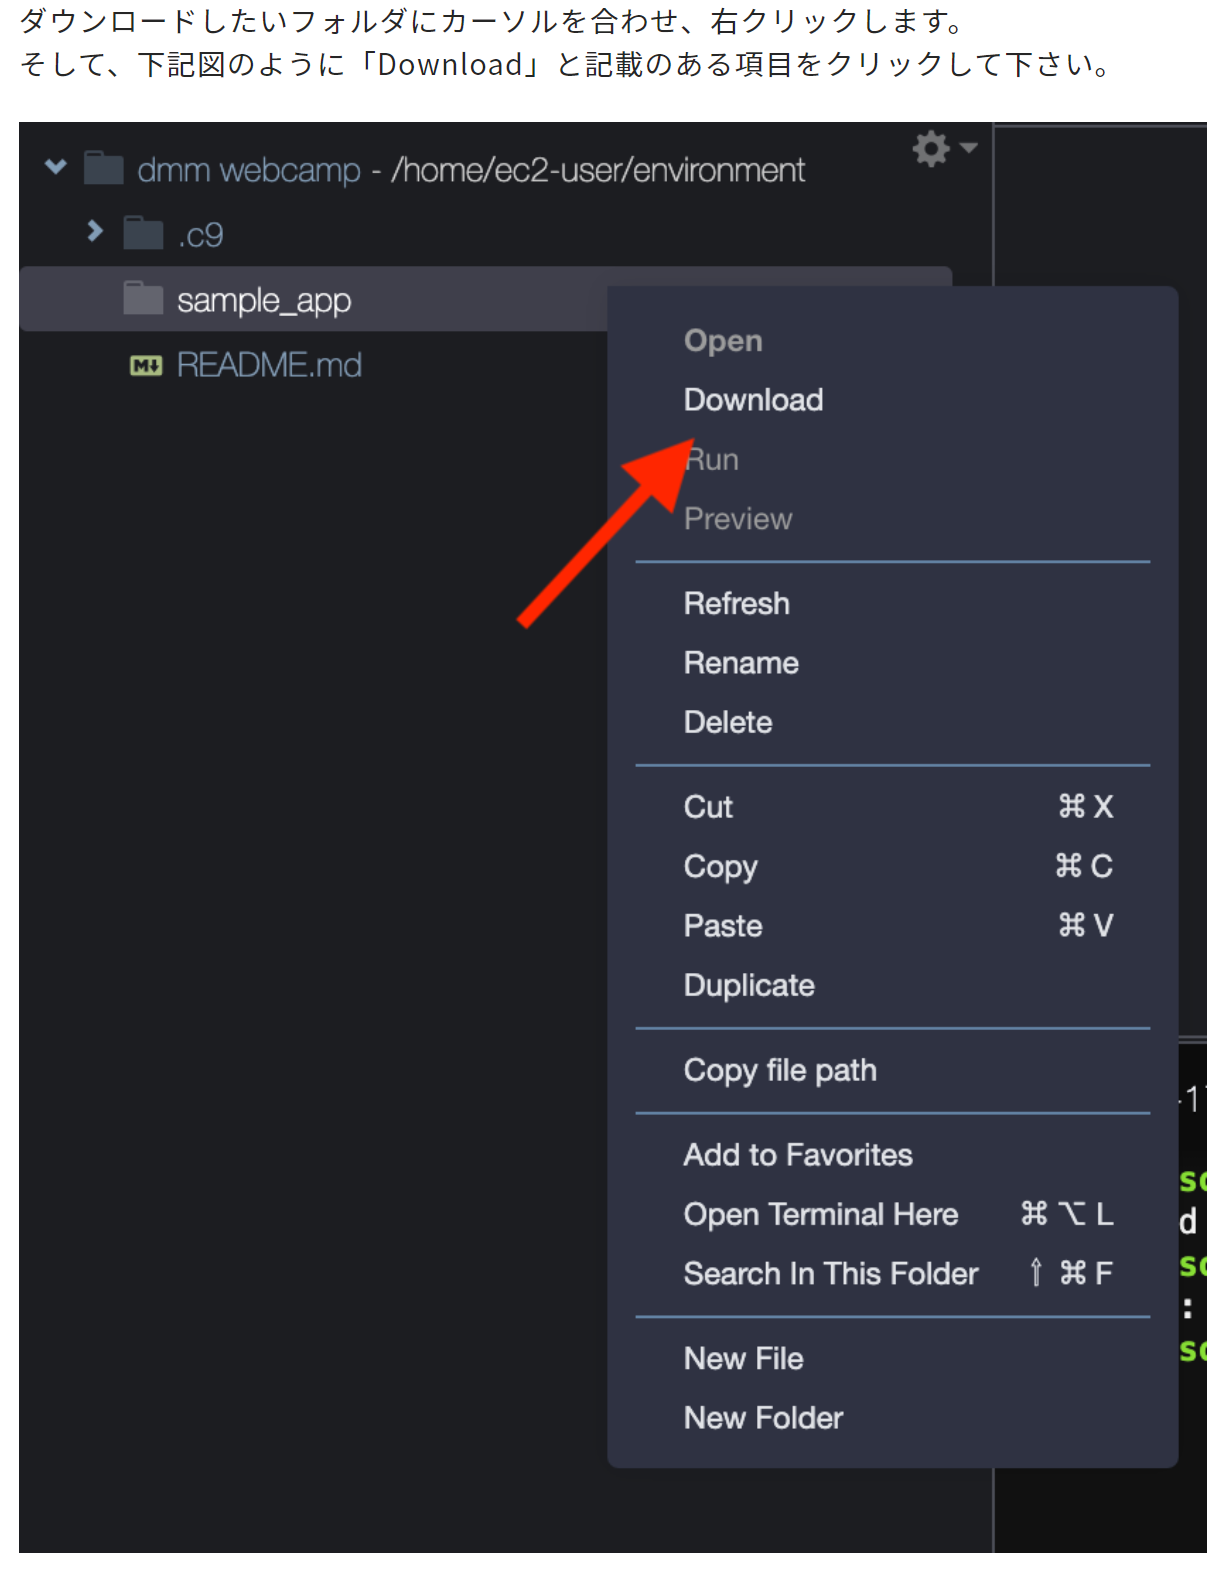 ダウンロードしたいフォルダにカーソルを合わせ、右クリックします。
そして、下記図のように「Download」と記載のある項目をクリックして下さい。
dmm webcamp - /home/ec2-user/environment
.c9
sample_app
README.md
Open
Download
Run
Preview
Refresh
Rename
Delete
Cut ⌘ X
Copy ⌘ C
Paste ⌘ V
Duplicate
Copy file path
Add to Favorites
Open Terminal Here ⌘ ⌥ L
Search In This Folder ⇧ ⌘ F
New File
New Folder